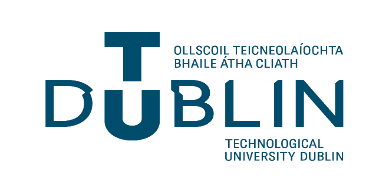 T
OLLSCOIL TEICNEOLAÍOCHTA
BHAILE ÁTHA CLIATH
DUBLIN
TECHNOLOGICAL
UNIVERSITY DUBLIN